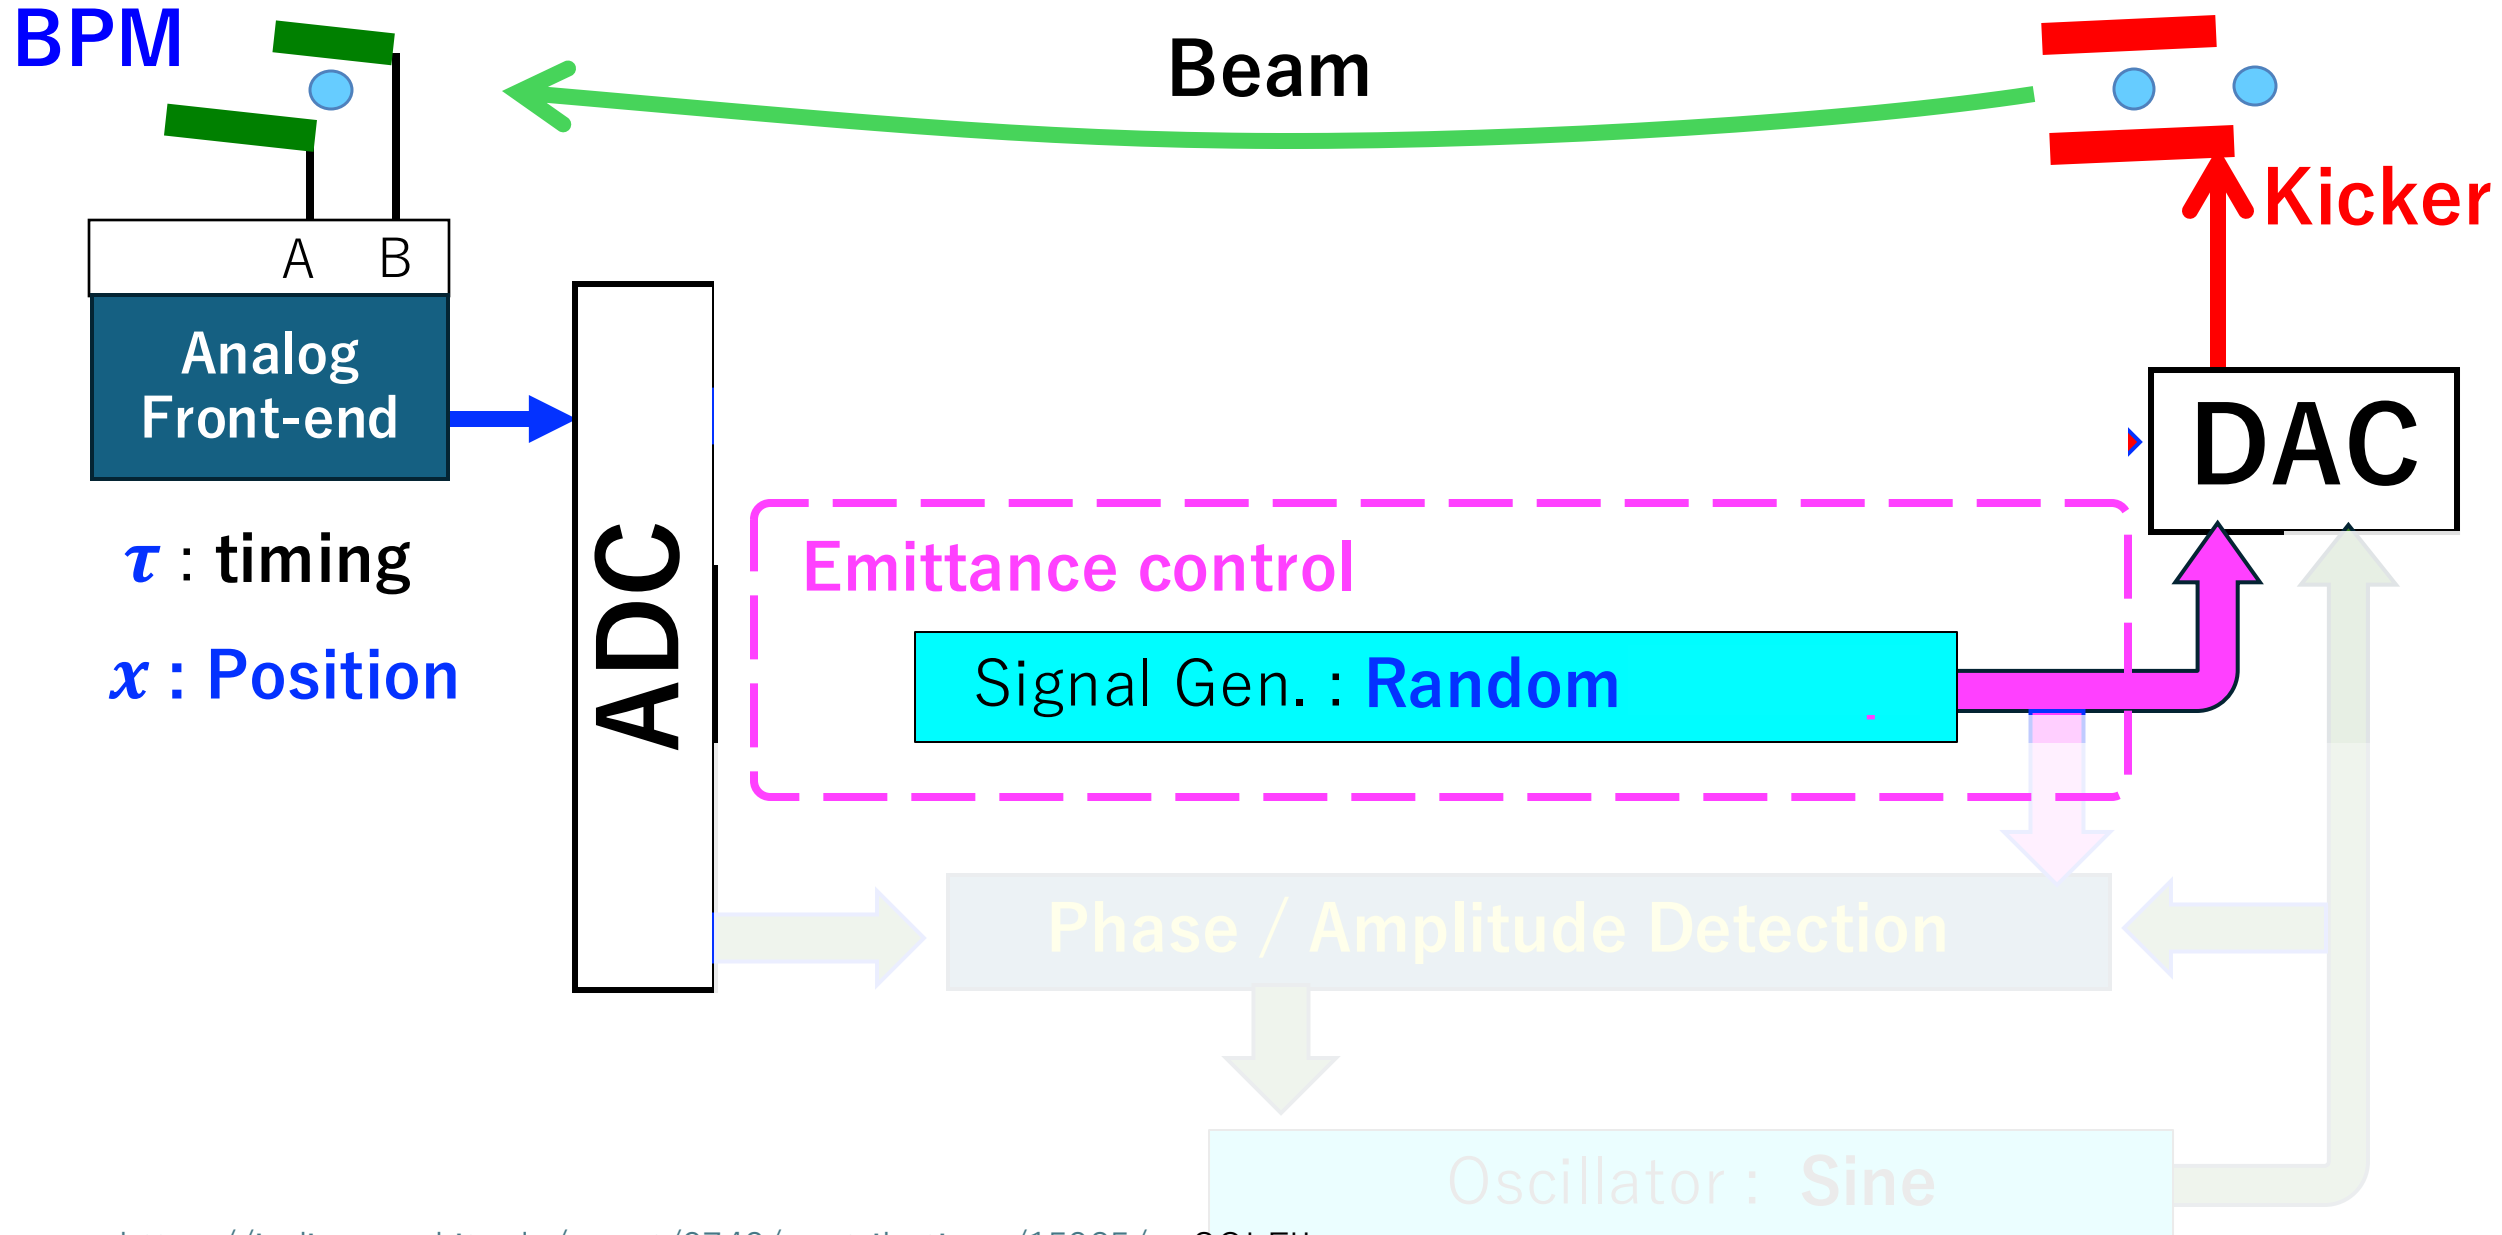 BPM
Beam
Kicker
A B
Analog
Front-end
DAC
τ : timing
ADC
Emittance control
x : Position
Signal Gen. : Random
Phase / Amplitude Detection
Oscillator : Sine